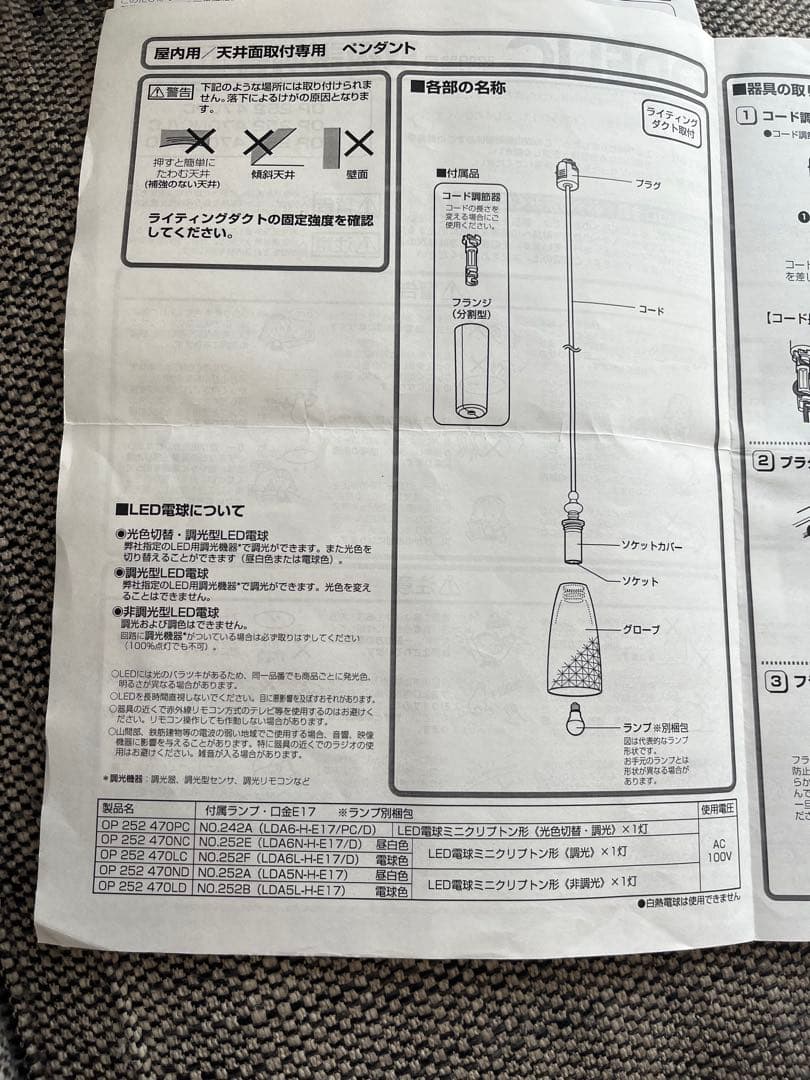 屋内用／天井面取付専用　ペンダント
⚠警告
下記のような場所には取り付けられま
せん。落下によるけがの原因となりま
す。
押すと簡単に
たわむ天井
(補強のない天井)
傾斜天井
壁面
ライティングダクトの固定強度を確認
してください。
■各部の名称
ライティング
ダクト取付
■付属品
コード調節器
コードの長さを
変える場合にご
使用ください。
フランジ
(分割型)
プラグ
コード
ソケットカバー
ソケット
グローブ
ランプ※別梱包
図は代表的なランプ
形状です。
お手元のランプとは
形状が異なる場合が
あります。
■LED電球について
◉光色切替・調光型LED電球
弊社指定のLED用調光機器*で調光ができます。また光色を
切り替えることができます（昼白色または電球色）。
◉調光型LED電球
弊社指定のLED用調光機器*で調光ができます。光色を変え
ることはできません。
◉非調光型LED電球
調光および調色はできません。
回路に調光機器*がついている場合は必ず取りはずしてください
（100%点灯でも不可）。
○LEDには光のバラツキがあるため、同一品番でも商品ごとに発光色、
明るさが異なる場合があります。
○LEDを長時間直視しないでください。目に悪影響を及ぼすおそれがあります。
○器具の近くで赤外線リモコン方式のテレビ等を使用するのはお避けく
ださい。リモコン操作しても作動しない場合があります。
○山間部、鉄筋建物等の電波の弱い地域でご使用する場合、音響、映像
機器に影響を与えることがあります。特に器具の近くでのラジオの使
用はお避けください。雑音が入る場合があります。
*調光機器：調光器、調光型センサ、調光リモコンなど
製品名　付属ランプ・口金E17　※ランプ別梱包　使用電圧
OP 252 470PC　NO.242A（LDA6-H-E17/PC/D）　LED電球ミニクリプトン形〈光色切替・調光〉×1灯
OP 252 470NC　NO.252E（LDA6N-H-E17/D）　昼白色
OP 252 470LC　NO.252F（LDA6L-H-E17/D）　電球色
LED電球ミニクリプトン形〈調光〉×1灯
OP 252 470ND　NO.252A（LDA5N-H-E17）　昼白色
OP 252 470LD　NO.252B（LDA5L-H-E17）　電球色
LED電球ミニクリプトン形〈非調光〉×1灯
AC
100V
●白熱電球は使用できません
■器具の取
1 コード調
●コード調
❶
コード
を差し
【コード
2 プラ
3 フ
フラ
防止
らか
んで
一旦
ださ